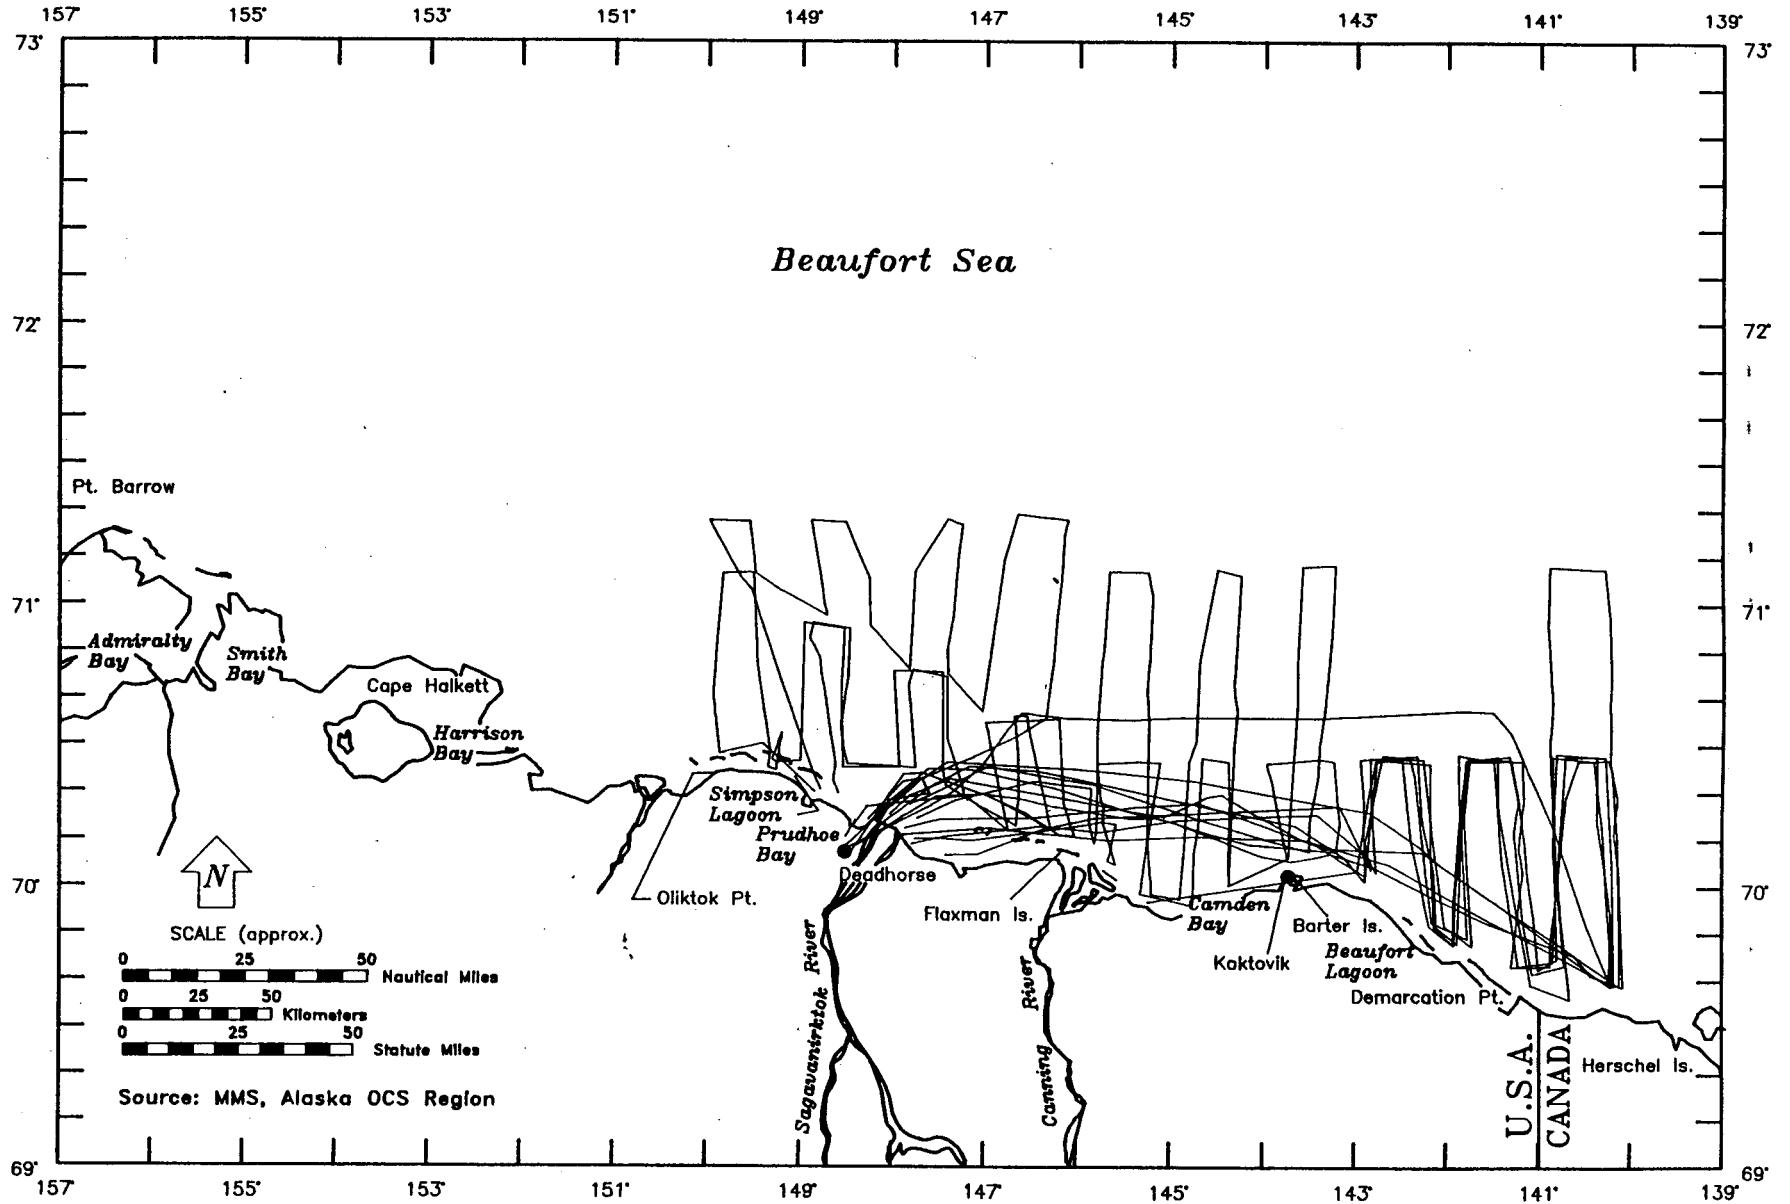 157° 155° 153° 151° 149° 147° 145° 143° 141° 139°
73° 73°
Beaufort Sea
72° 72°
Pt. Barrow
71° 71°
Admiralty
Bay
Smith
Bay
Cape Halkett
Harrison
Bay
Simpson
Lagoon
Prudhoe
Bay
Deadhorse
70° 70°
N
Oliktok Pt.
Flaxman Is.
Camden
Bay
Barter Is.
Kaktovik
Beaufort
Lagoon
Demarcation Pt.
SCALE (approx.)
0 25 50
Nautical Miles
0 25 50
Kilometers
0 25 50
Statute Miles
Sagavanirktok River
Canning River
U.S.A.
CANADA
Herschel Is.
Source: MMS, Alaska OCS Region
69° 69°
157° 155° 153° 151° 149° 147° 145° 143° 141° 139°